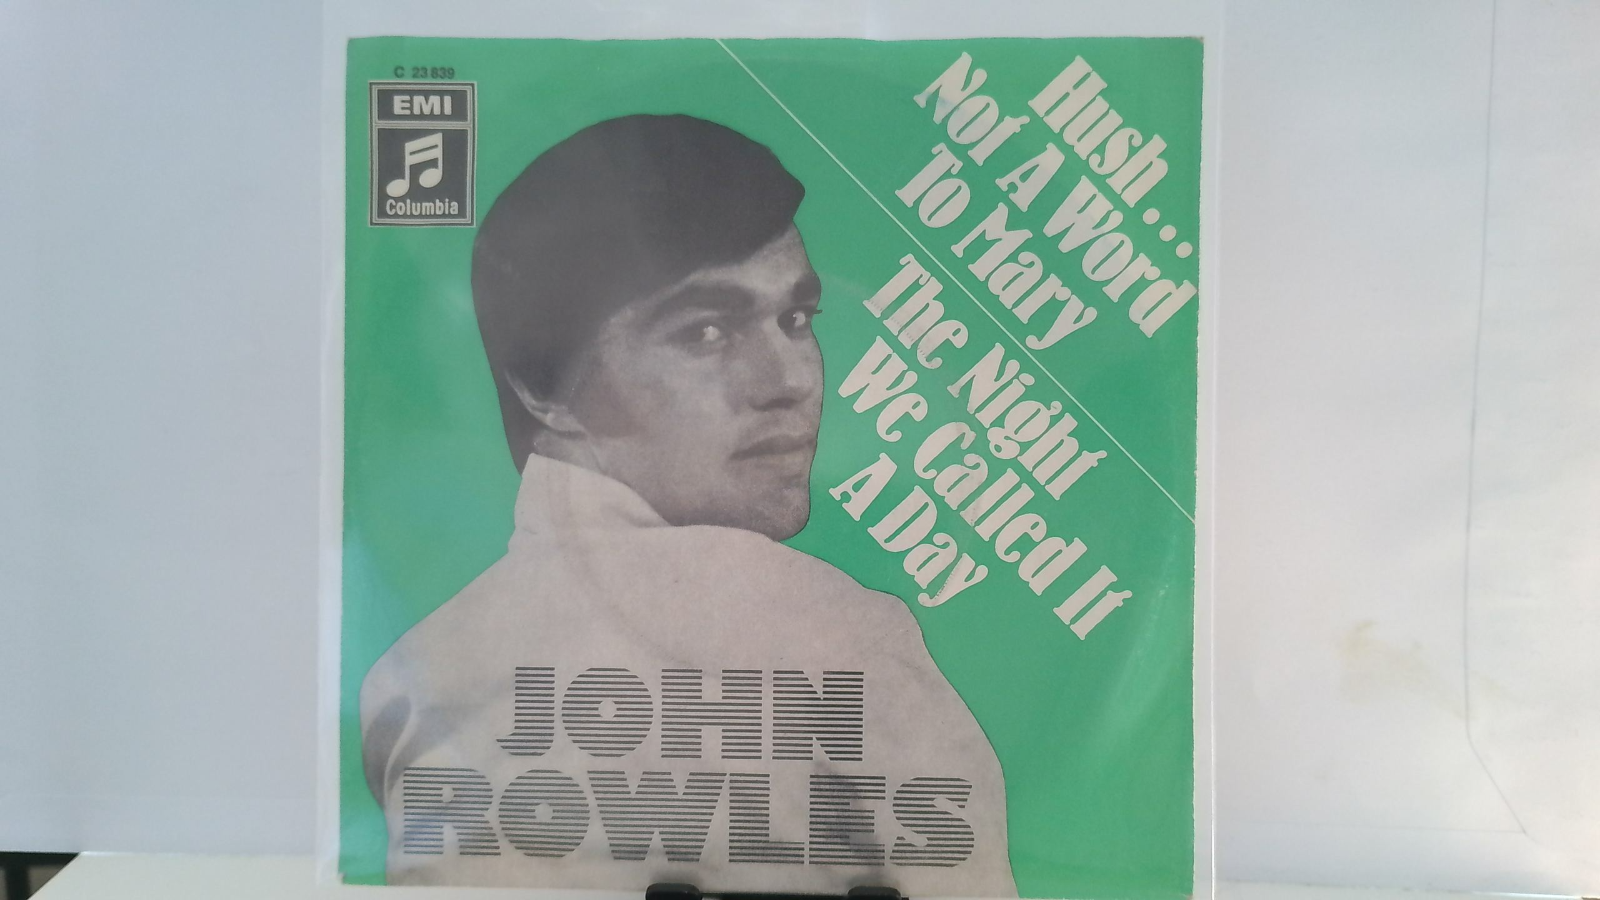 C 23 839
EMI
Columbia
Hush...
Not A Word
To Mary
The Night
We Called It
A Day
JOHN
ROWLES